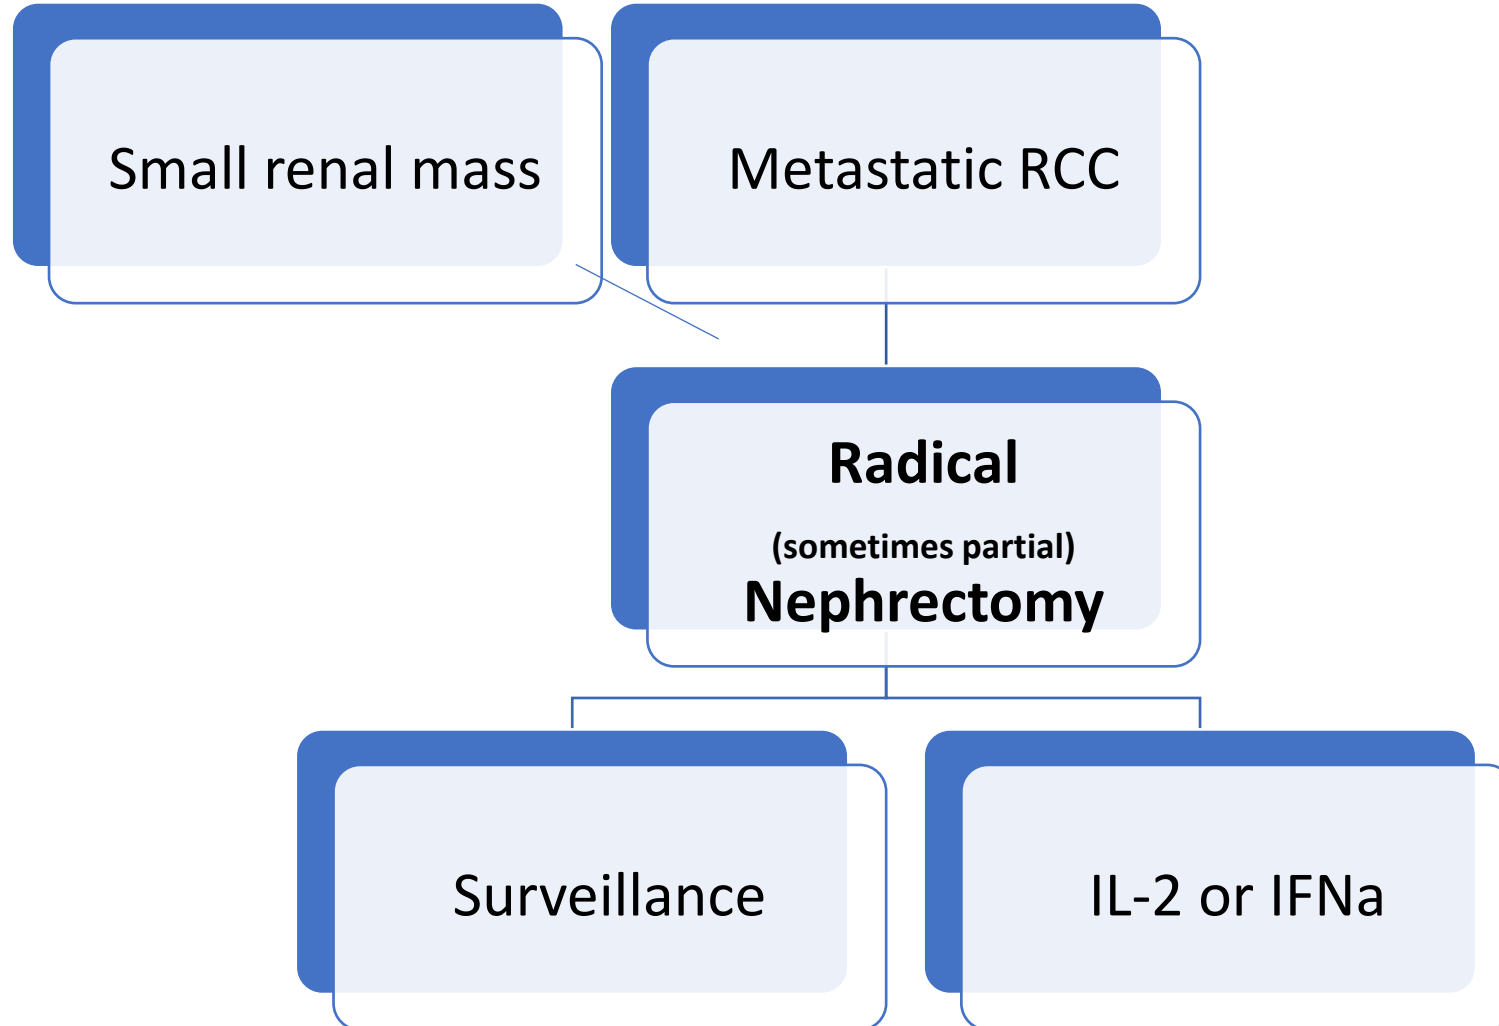 Small renal mass
Metastatic RCC
Radical
(sometimes partial)
Nephrectomy
Surveillance
IL-2 or IFNa